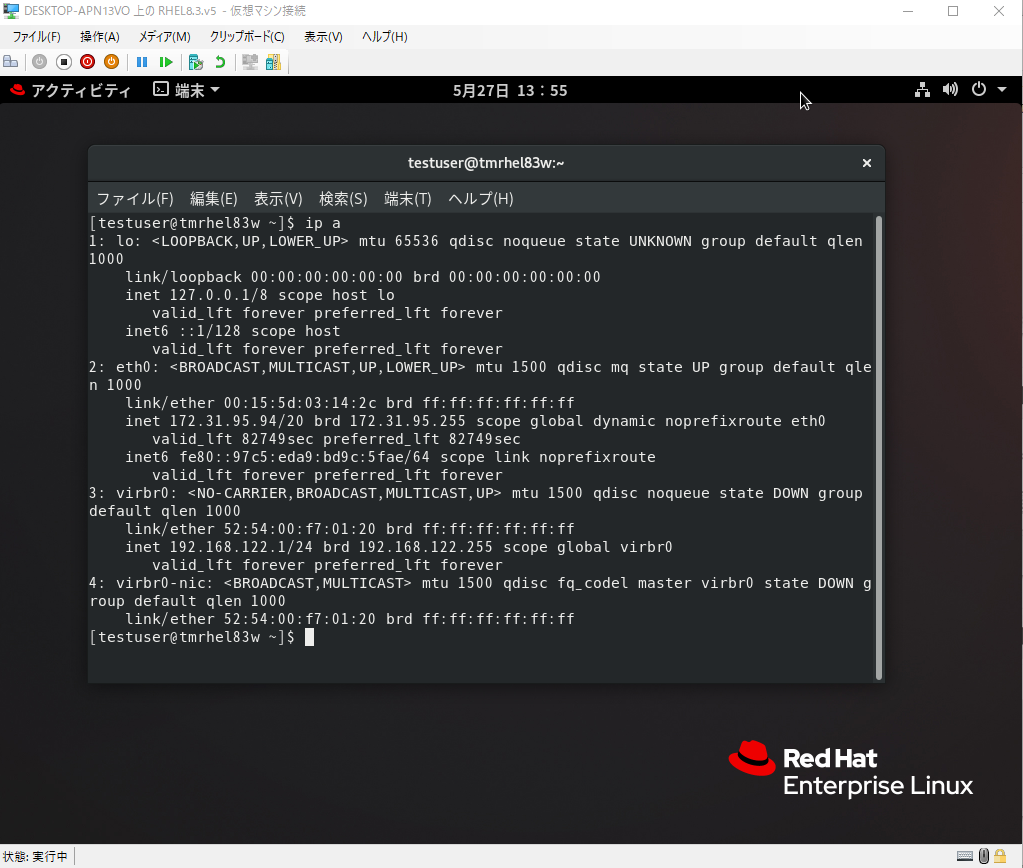 DESKTOP-APN13VO 上の RHEL8.3.v5 - 仮想マシン接続
ファイル(F) 操作(A) メディア(M) クリップボード(C) 表示(V) ヘルプ(H)
アクティビティ 端末 5月27日 13：55
testuser@tmrhel83w:~
ファイル(F) 編集(E) 表示(V) 検索(S) 端末(T) ヘルプ(H)
[testuser@tmrhel83w ~]$ ip a
1: lo: <LOOPBACK,UP,LOWER_UP> mtu 65536 qdisc noqueue state UNKNOWN group default qlen
1000
    link/loopback 00:00:00:00:00:00 brd 00:00:00:00:00:00
    inet 127.0.0.1/8 scope host lo
       valid_lft forever preferred_lft forever
    inet6 ::1/128 scope host
       valid_lft forever preferred_lft forever
2: eth0: <BROADCAST,MULTICAST,UP,LOWER_UP> mtu 1500 qdisc mq state UP group default qle
n 1000
    link/ether 00:15:5d:03:14:2c brd ff:ff:ff:ff:ff:ff
    inet 172.31.95.94/20 brd 172.31.95.255 scope global dynamic noprefixroute eth0
       valid_lft 82749sec preferred_lft 82749sec
    inet6 fe80::97c5:eda9:bd9c:5fae/64 scope link noprefixroute
       valid_lft forever preferred_lft forever
3: virbr0: <NO-CARRIER,BROADCAST,MULTICAST,UP> mtu 1500 qdisc noqueue state DOWN group
default qlen 1000
    link/ether 52:54:00:f7:01:20 brd ff:ff:ff:ff:ff:ff
    inet 192.168.122.1/24 brd 192.168.122.255 scope global virbr0
       valid_lft forever preferred_lft forever
4: virbr0-nic: <BROADCAST,MULTICAST> mtu 1500 qdisc fq_codel master virbr0 state DOWN g
roup default qlen 1000
    link/ether 52:54:00:f7:01:20 brd ff:ff:ff:ff:ff:ff
[testuser@tmrhel83w ~]$
Red Hat
Enterprise Linux
状態: 実行中